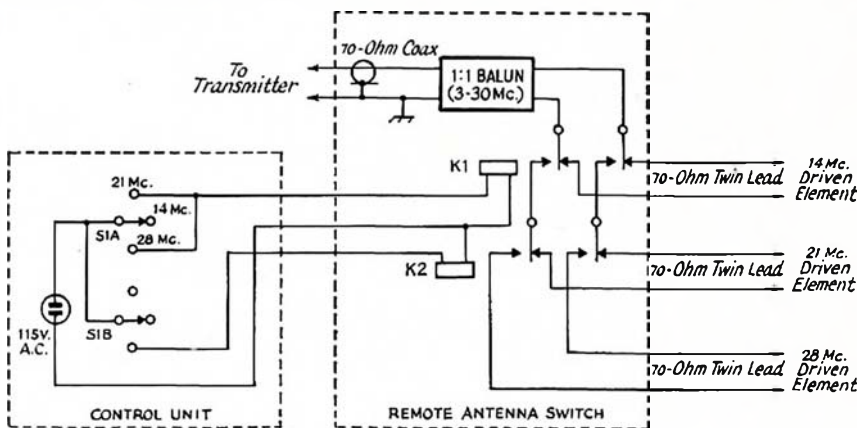 70-Ohm Coax
To
Transmitter
1:1 BALUN
(3-30 Mc.)
K1
14 Mc.
70-Ohm Twin Lead Driven
Element
21 Mc.
14 Mc.
S1A
28 Mc.
K2
21 Mc.
70-Ohm Twin Lead Driven
Element
115V.
A.C.
S1B
28 Mc.
70-Ohm Twin Lead Driven
Element
CONTROL UNIT
REMOTE ANTENNA SWITCH